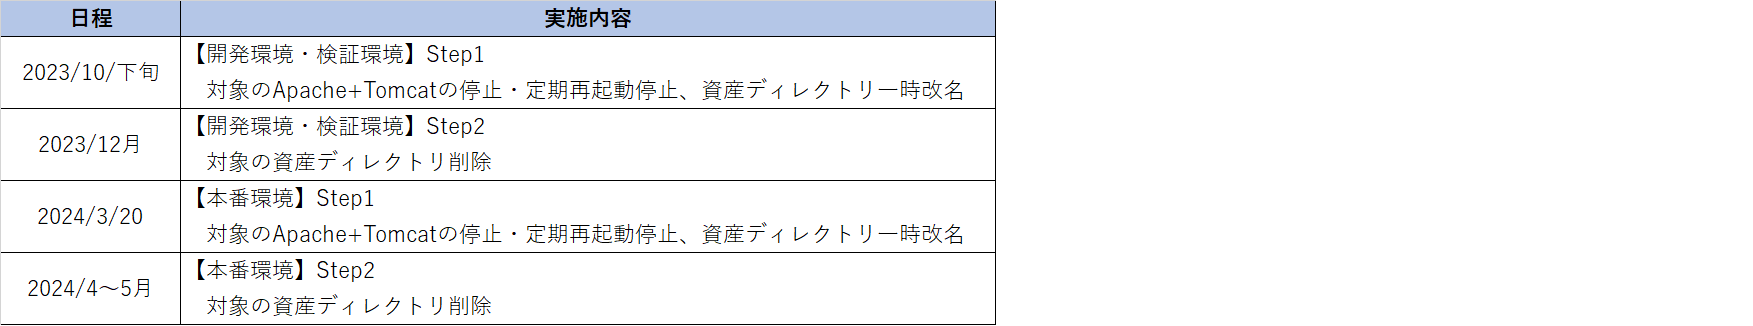 日程
実施内容
2023/10/下旬
【開発環境・検証環境】Step1
対象のApache+Tomcatの停止・定期再起動停止、資産ディレクトリ一時改名
2023/12月
【開発環境・検証環境】Step2
対象の資産ディレクトリ削除
2024/3/20
【本番環境】Step1
対象のApache+Tomcatの停止・定期再起動停止、資産ディレクトリ一時改名
2024/4～5月
【本番環境】Step2
対象の資産ディレクトリ削除